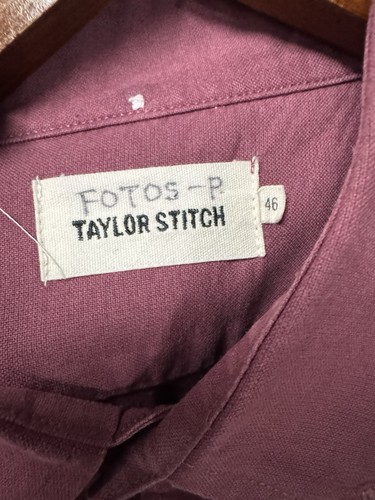 FOTOS-P.
TAYLOR STITCH
46